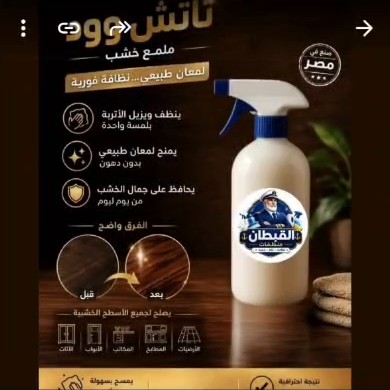 تاتش وود
ملمع خشب
لمعان طبيعي...نظافة فورية
صنع في
مصر
ينظف ويزيل الأتربة
بلمسة واحدة
يمنح لمعان طبيعي
بدون دهون
يحافظ على جمال الخشب
من يوم ليوم
الفرق واضح
قبل
بعد
القبطان
للمنظفات
يصلح لجميع الأسطح الخشبية
الأثاث
الأبواب
المكاتب
المطابخ
الأرضيات
يمسح بسهولة
نتيجة احترافية